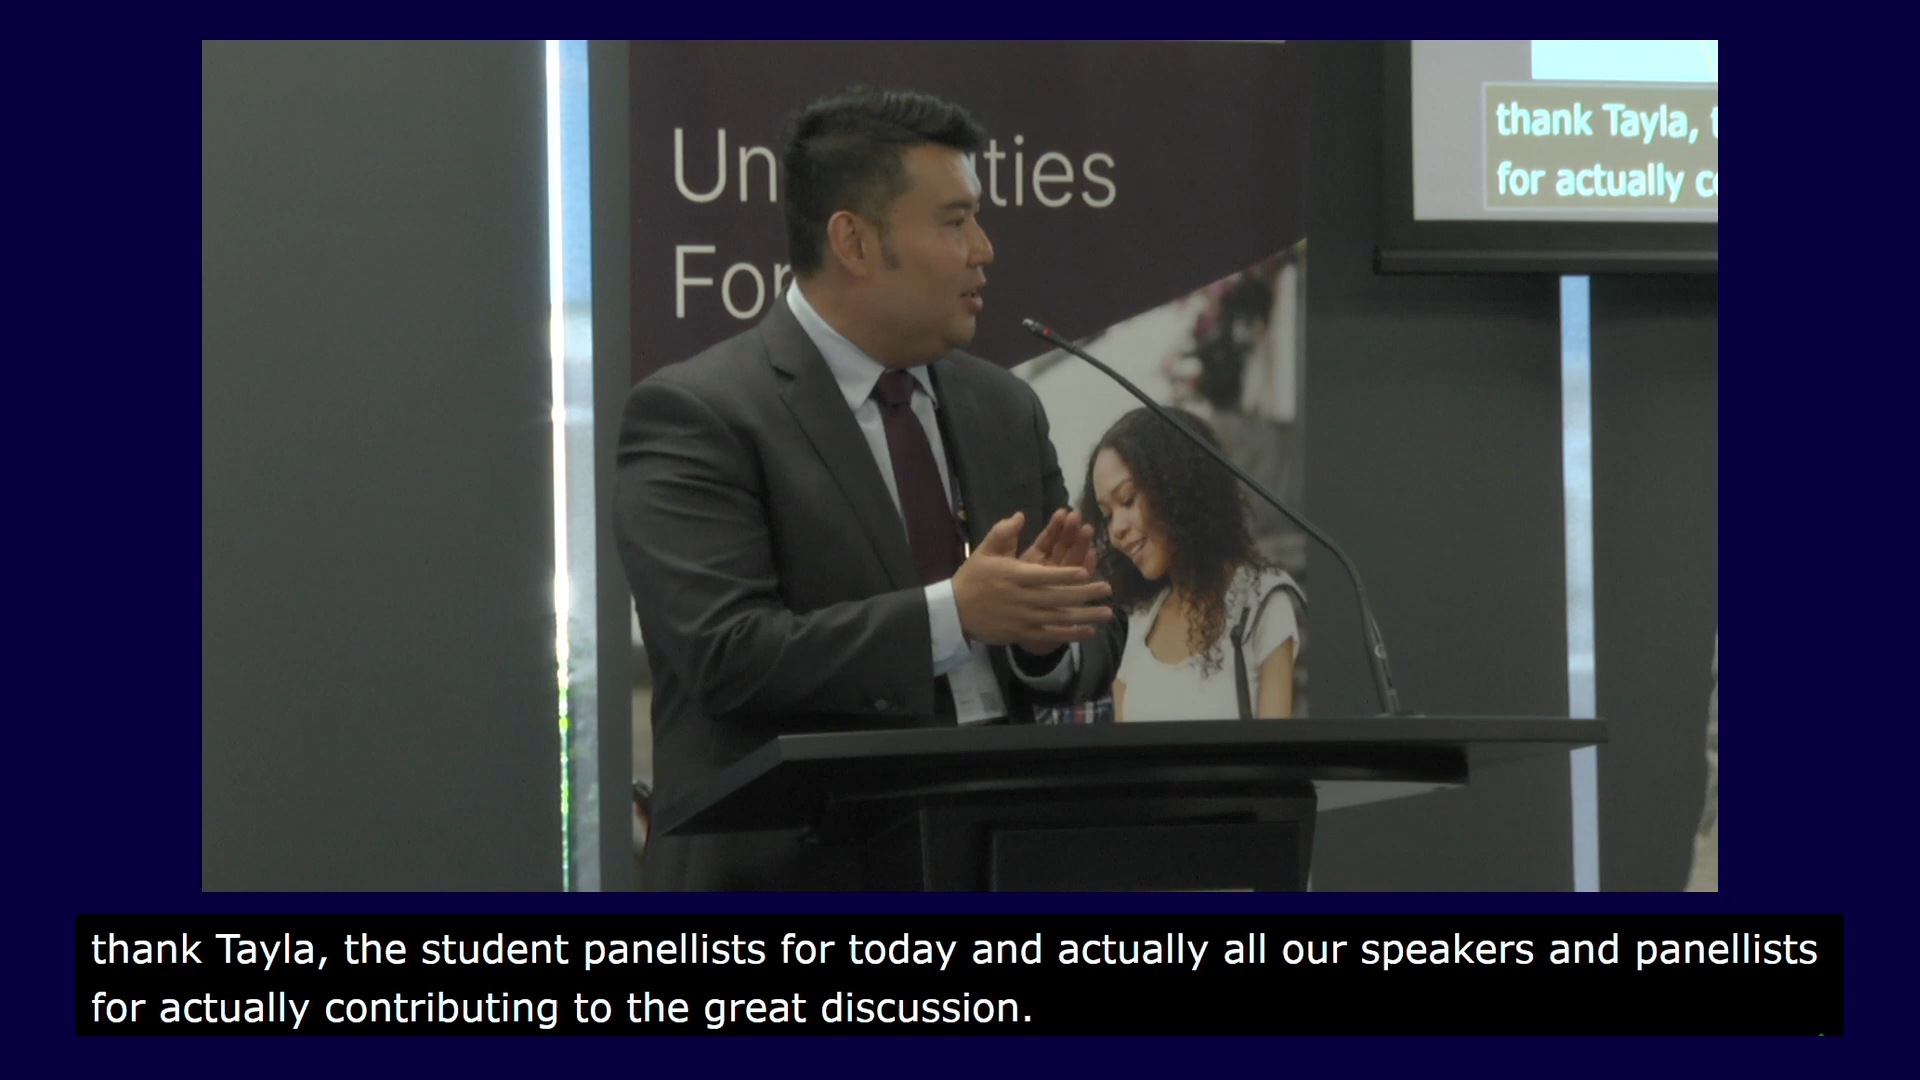 Un ties
For
thank Tayla,
for actually
thank Tayla, the student panellists for today and actually all our speakers and panellists
for actually contributing to the great discussion.